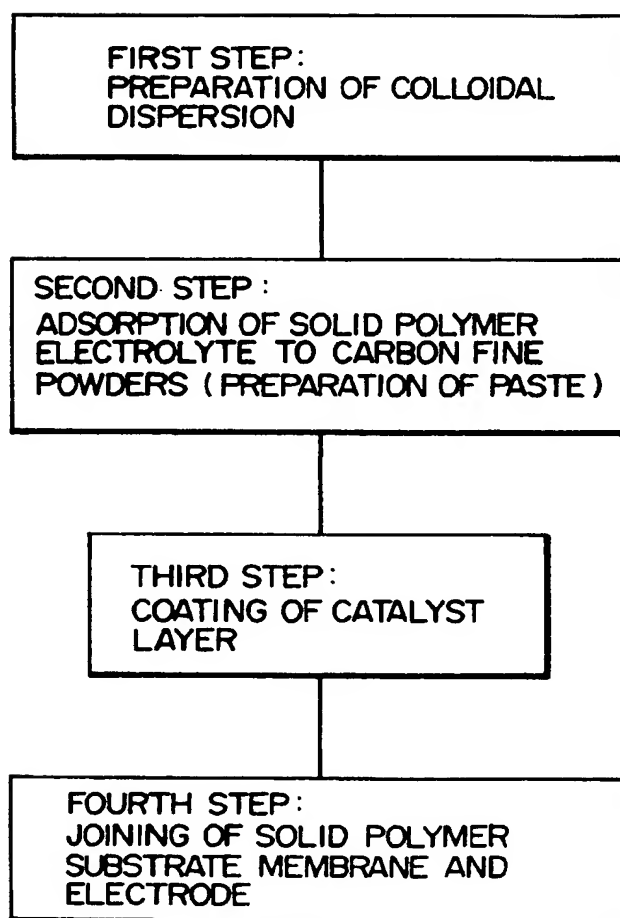 FIRST STEP:
PREPARATION OF COLLOIDAL
DISPERSION
SECOND STEP:
ADSORPTION OF SOLID POLYMER
ELECTROLYTE TO CARBON FINE
POWDERS (PREPARATION OF PASTE)
THIRD STEP:
COATING OF CATALYST
LAYER
FOURTH STEP:
JOINING OF SOLID POLYMER
SUBSTRATE MEMBRANE AND
ELECTRODE